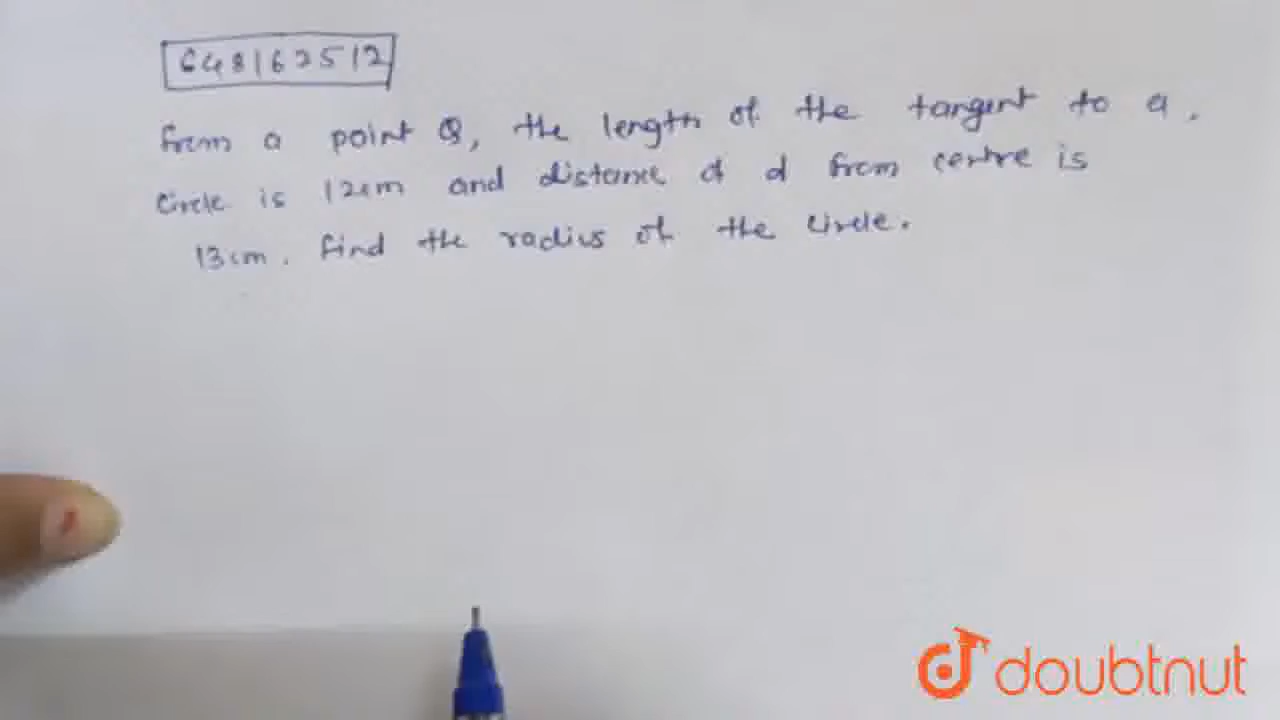 648162512
from a point Q, the length of the tangent to a
circle is 12cm and distance of d from centre is
13cm. find the radius of the circle.
doubtnut